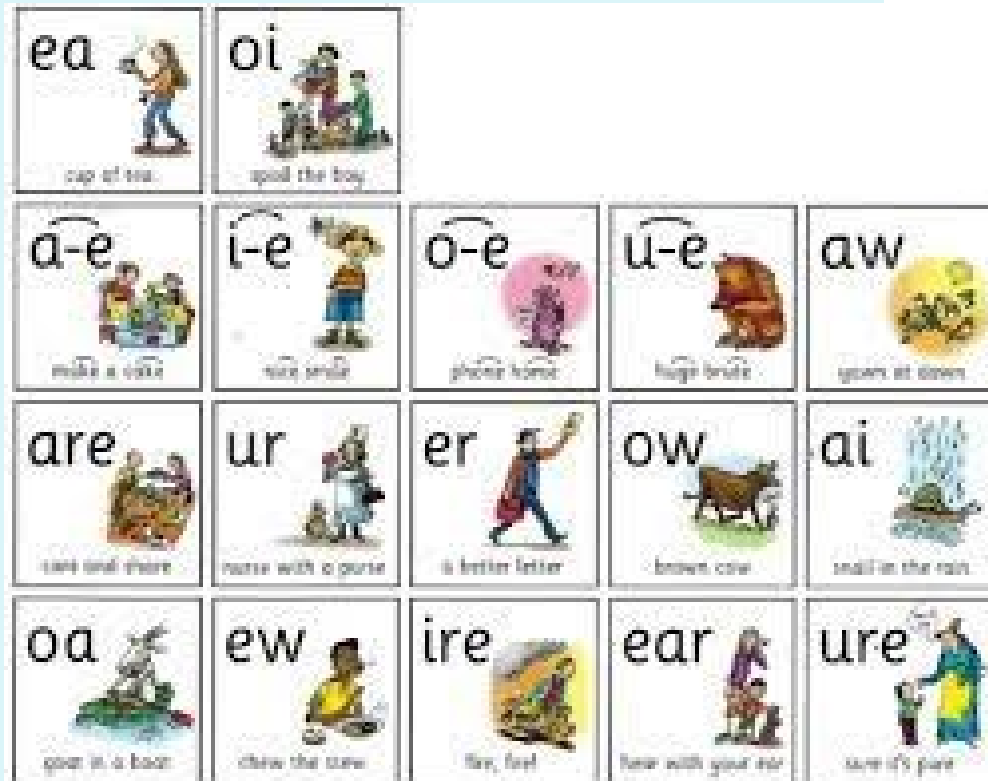 ea
cup of tea
oi
spoil the boy
a-e
make a cake
i-e
nice smile
o-e
phone home
u-e
huge brute
aw
yawn at dawn
are
care and share
ur
nurse with a purse
er
a better letter
ow
brown cow
ai
snail in the rain
oa
goat in a boat
ew
chew the stew
ire
fire, fire!
ear
hear with your ear
ure
sure it's pure